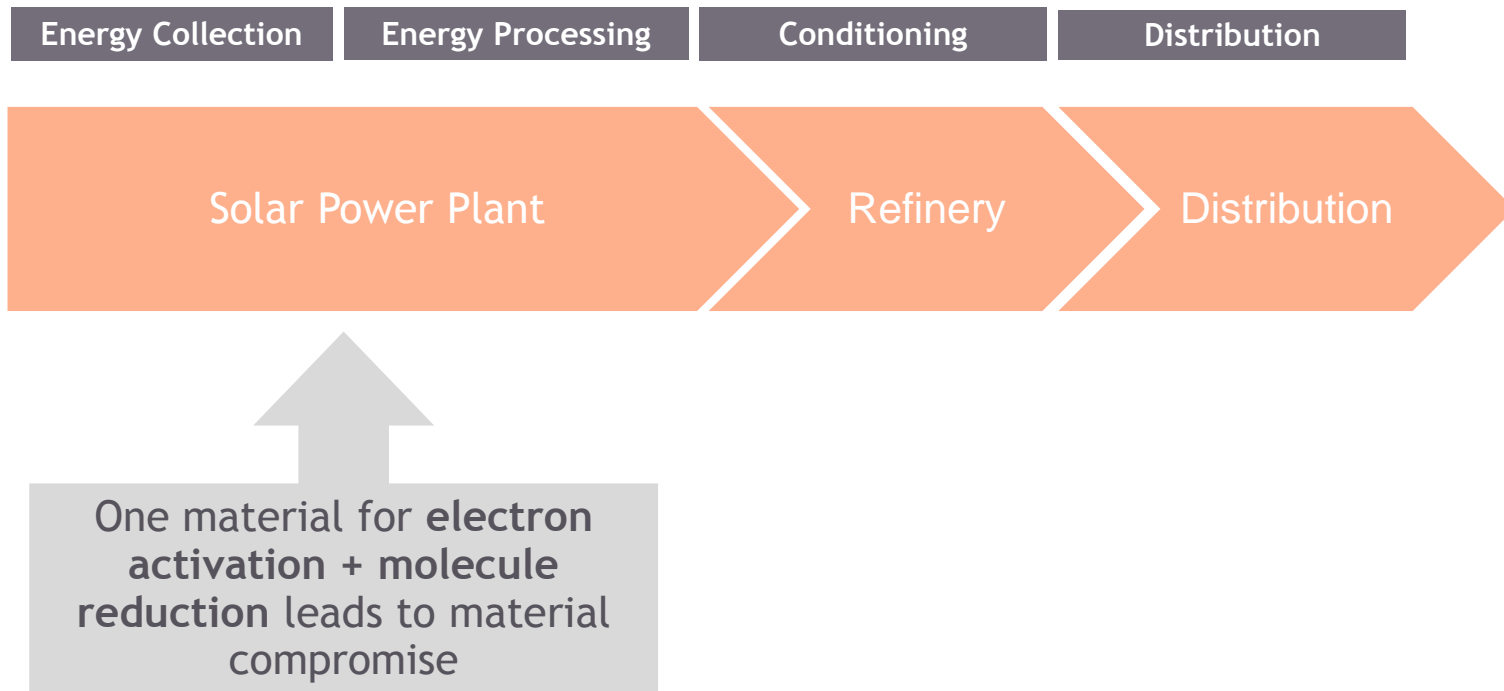 Energy Collection
Energy Processing
Conditioning
Distribution
Solar Power Plant
Refinery
Distribution
One material for electron
activation + molecule
reduction leads to material
compromise